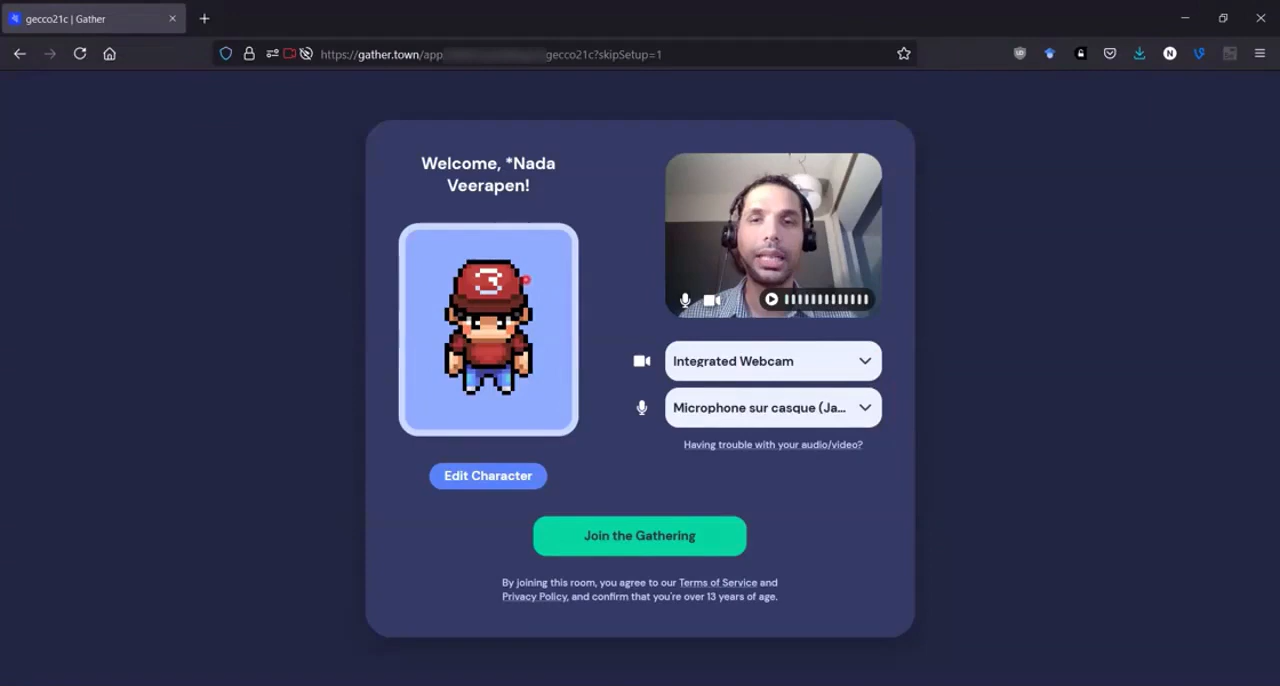 gecco21c | Gather
https://gather.town/app
gecco21c?skipSetup=1
Welcome, *Nada
Veerapen!
3
Integrated Webcam
Microphone sur casque (Ja...
Having trouble with your audio/video?
Edit Character
Join the Gathering
By joining this room, you agree to our Terms of Service and
Privacy Policy, and confirm that you're over 13 years of age.